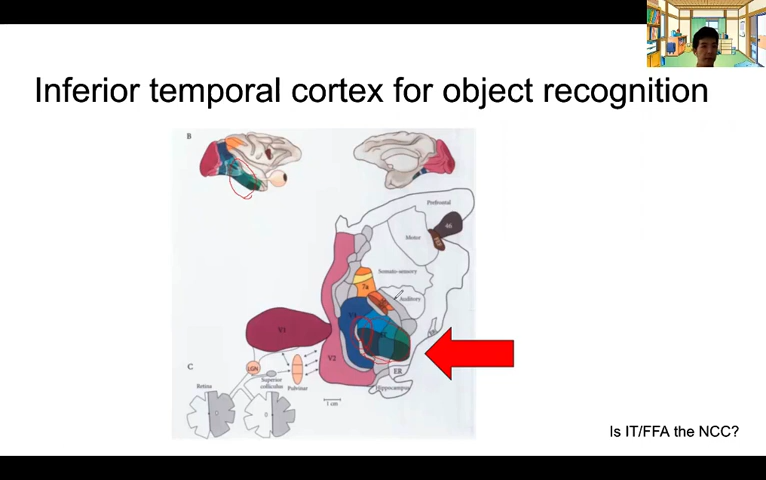 Inferior temporal cortex for object recognition
B
Prefrontal
46
Motor
Somato-sensory
7a
Auditory
V1
V2
ER
C
LGN
Superior
colliculus
Pulvinar
Retina
Hippocampus
1 cm
Is IT/FFA the NCC?